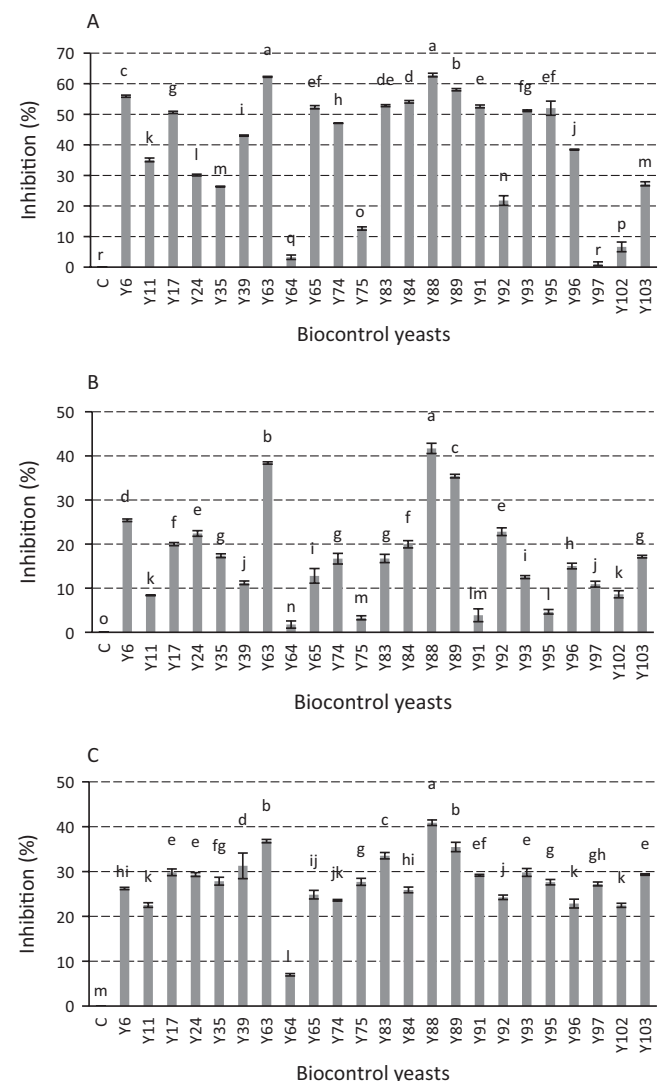 A
Inhibition (%)
70
60
50
40
30
20
10
0
r c k g l m i a q ef h o de d a b e n fg ef j r p m
C Y6 Y11 Y17 Y24 Y35 Y39 Y63 Y64 Y65 Y74 Y75 Y83 Y84 Y88 Y89 Y91 Y92 Y93 Y95 Y96 Y97 Y102 Y103
Biocontrol yeasts
B
Inhibition (%)
50
40
30
20
10
0
o d k f e g j b n i g m g f a c lm e i l h j k g
C Y6 Y11 Y17 Y24 Y35 Y39 Y63 Y64 Y65 Y74 Y75 Y83 Y84 Y88 Y89 Y91 Y92 Y93 Y95 Y96 Y97 Y102 Y103
Biocontrol yeasts
C
Inhibition (%)
50
40
30
20
10
0
m hi k e e fg d b l ij jk g c hi a b ef j e g k gh k e
C Y6 Y11 Y17 Y24 Y35 Y39 Y63 Y64 Y65 Y74 Y75 Y83 Y84 Y88 Y89 Y91 Y92 Y93 Y95 Y96 Y97 Y102 Y103
Biocontrol yeasts